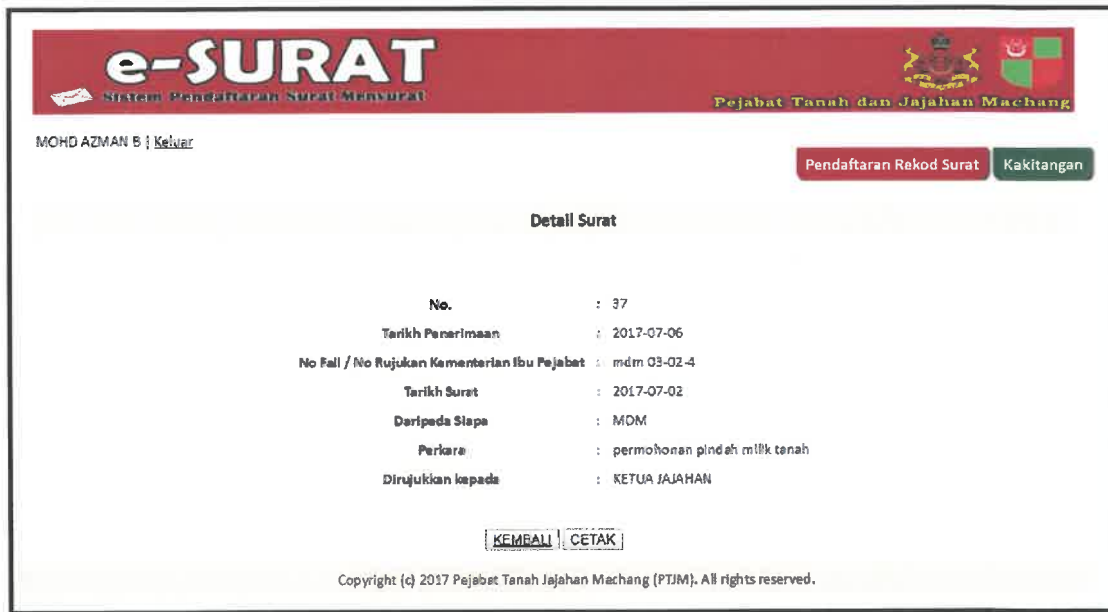 e-SURAT
Sistem Pendaftaran Surat Menyurat
Pejabat Tanah dan Jajahan Machang
MOHD AZMAN B | Keluar
Pendaftaran Rekod Surat Kakitangan
Detail Surat
No. : 37
Tarikh Penerimaan : 2017-07-06
No Fail / No Rujukan Kementerian Ibu Pejabat : mdm 03-02-4
Tarikh Surat : 2017-07-02
Daripada Siapa : MDM
Perkara : permohonan pindah milik tanah
Dirujukkan kepada : KETUA JAJAHAN
KEMBALI CETAK
Copyright (c) 2017 Pejabat Tanah Jajahan Machang (PTJM). All rights reserved.